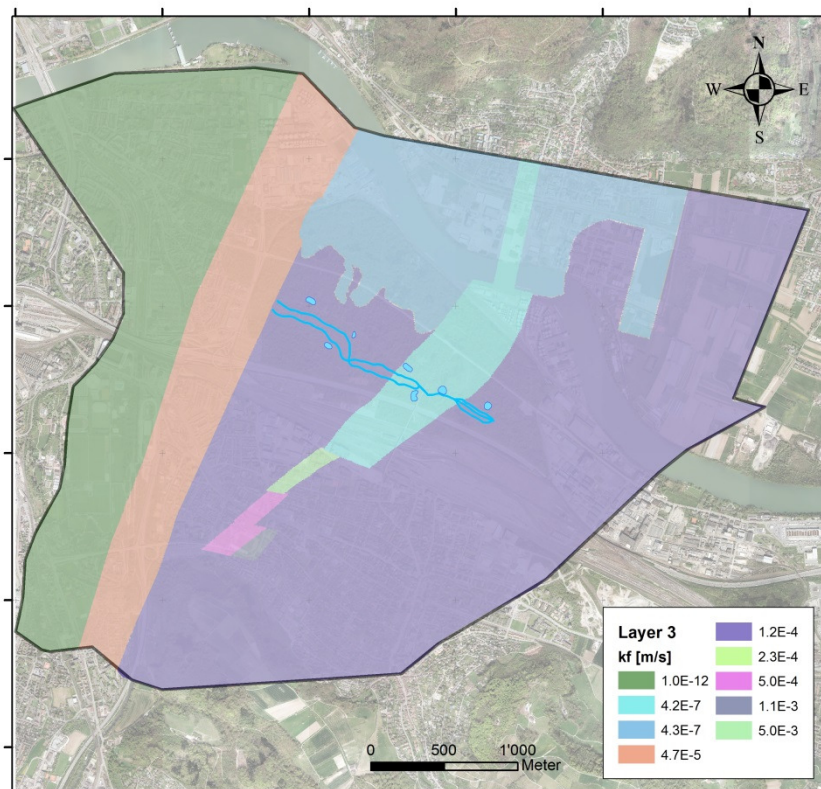 N
W E
S
Layer 3
kf [m/s]
1.0E-12
4.2E-7
4.3E-7
4.7E-5
1.2E-4
2.3E-4
5.0E-4
1.1E-3
5.0E-3
0 500 1'000
Meter